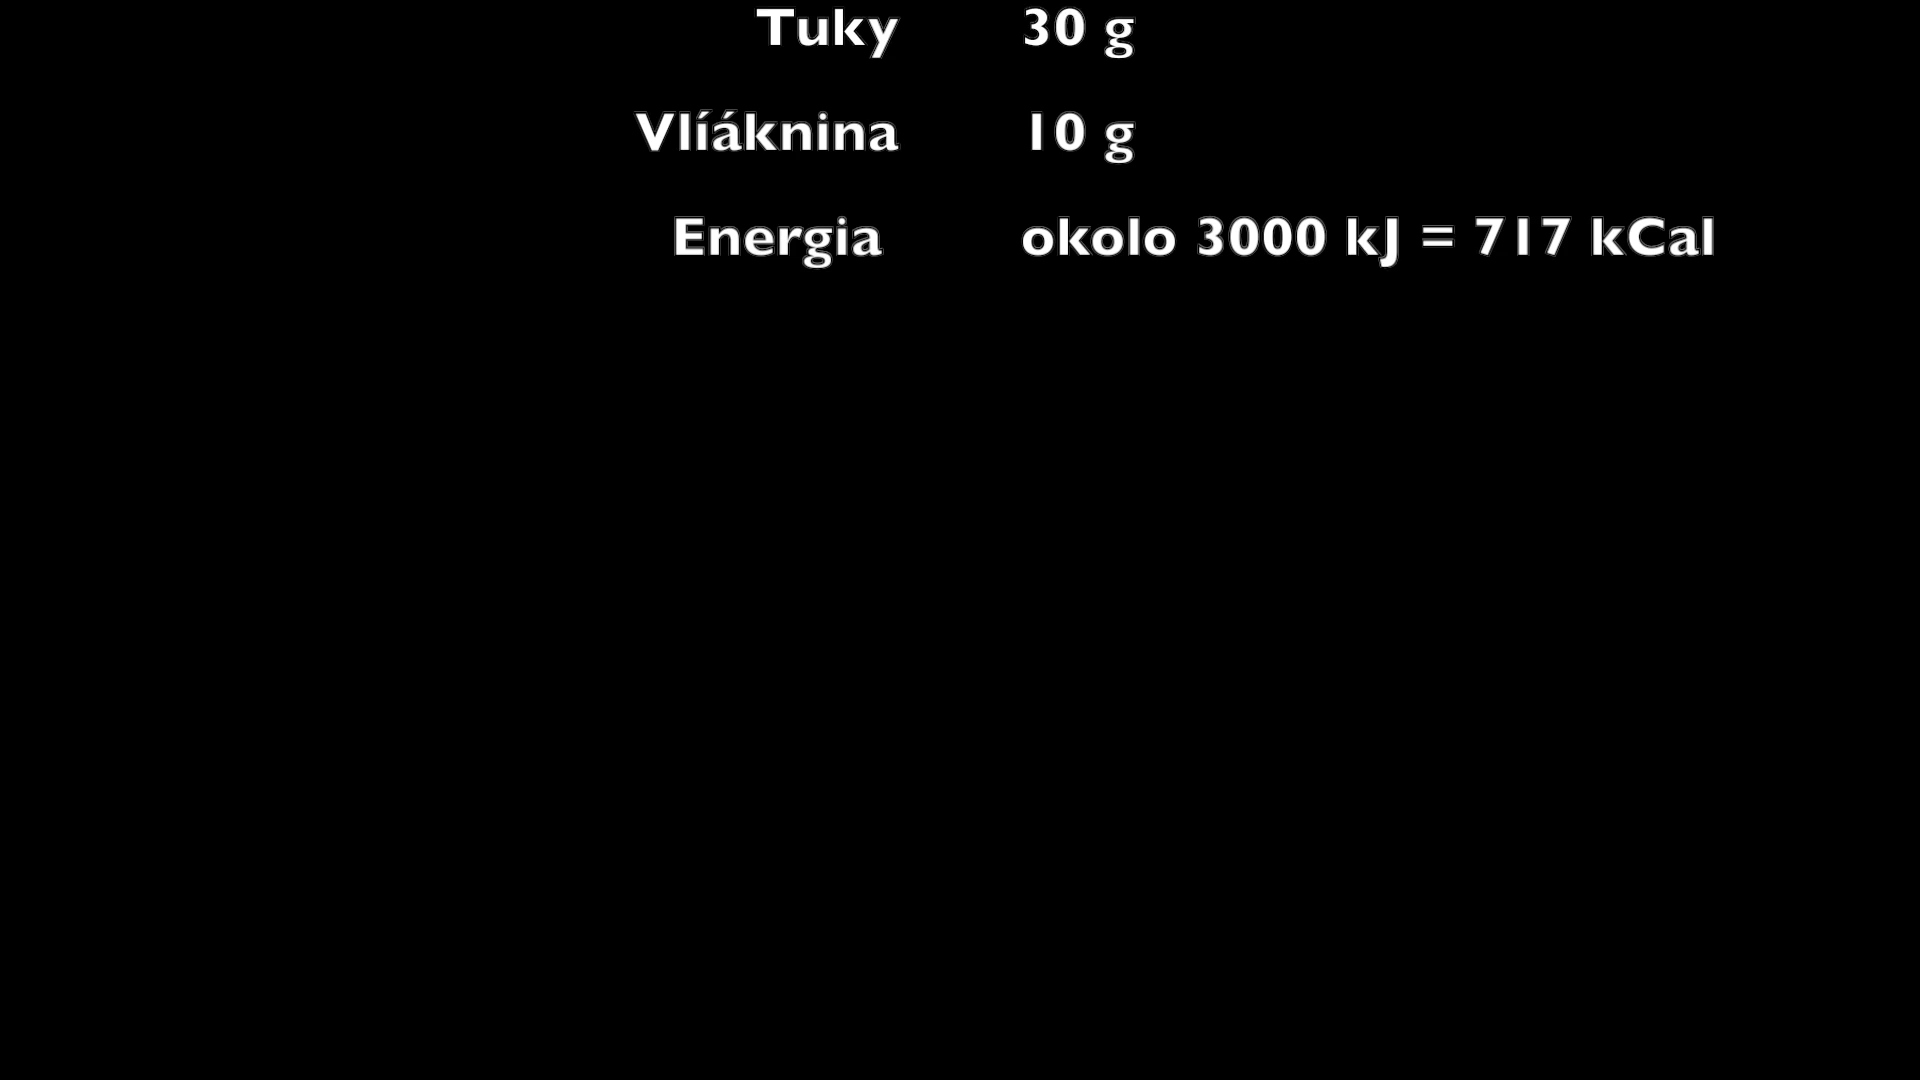 Tuky 30 g
Vlíáknina 10 g
Energia okolo 3000 kJ = 717 kCal